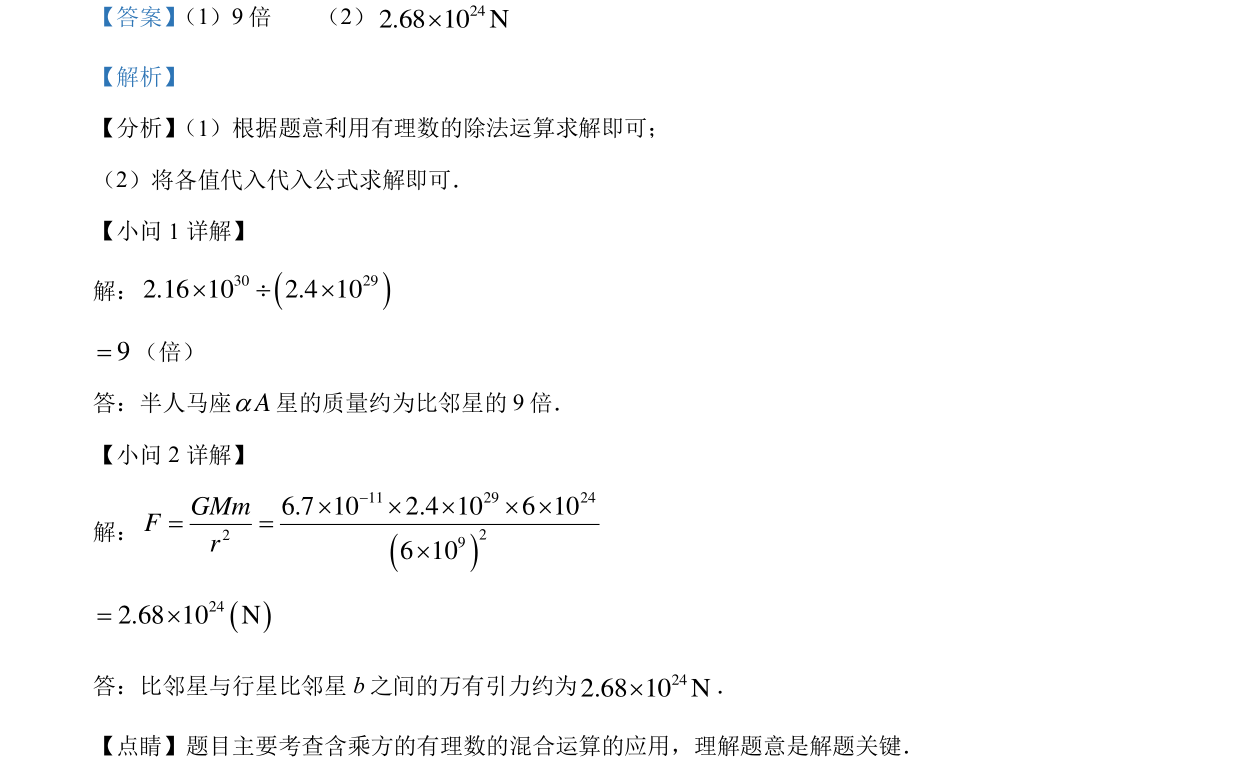 【答案】（1）9倍　　（2）2.68×10²⁴ N
【解析】
【分析】（1）根据题意利用有理数的除法运算求解即可；
（2）将各值代入代入公式求解即可．
【小问 1 详解】
解：2.16×10³⁰ ÷(2.4×10²⁹)
=9（倍）
答：半人马座αA 星的质量约为比邻星的 9 倍．
【小问 2 详解】
解：F = GMm/r² = (6.7×10⁻¹¹×2.4×10²⁹×6×10²⁴)/(6×10⁹)²
=2.68×10²⁴(N)
答：比邻星与行星比邻星 b 之间的万有引力约为2.68×10²⁴ N．
【点睛】题目主要考查含乘方的有理数的混合运算的应用，理解题意是解题关键．